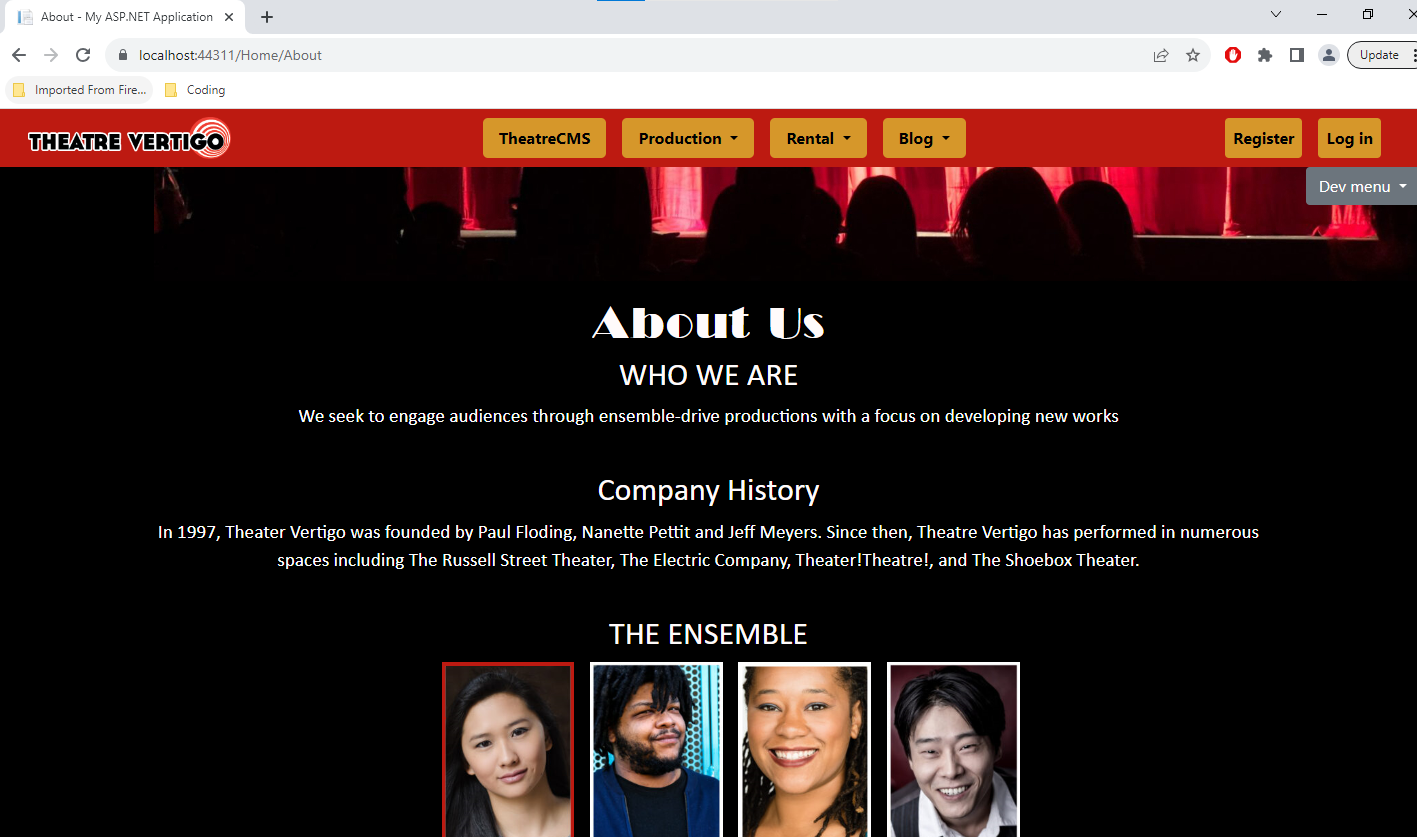 About - My ASP.NET Application
localhost:44311/Home/About
Update
Imported From Fire...
Coding
THEATRE VERTIGO
TheatreCMS
Production
Rental
Blog
Register
Log in
Dev menu
About Us
WHO WE ARE
We seek to engage audiences through ensemble-drive productions with a focus on developing new works
Company History
In 1997, Theater Vertigo was founded by Paul Floding, Nanette Pettit and Jeff Meyers. Since then, Theatre Vertigo has performed in numerous
spaces including The Russell Street Theater, The Electric Company, Theater!Theatre!, and The Shoebox Theater.
THE ENSEMBLE